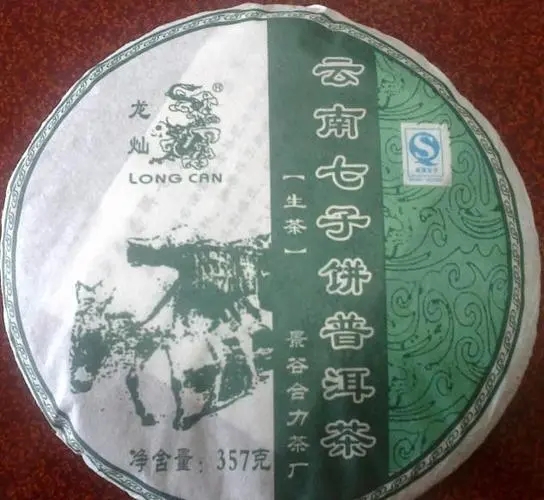 云南七子饼普洱茶
【生茶】
景谷合力茶厂
龙灿
®
LONG CAN
净含量：357克